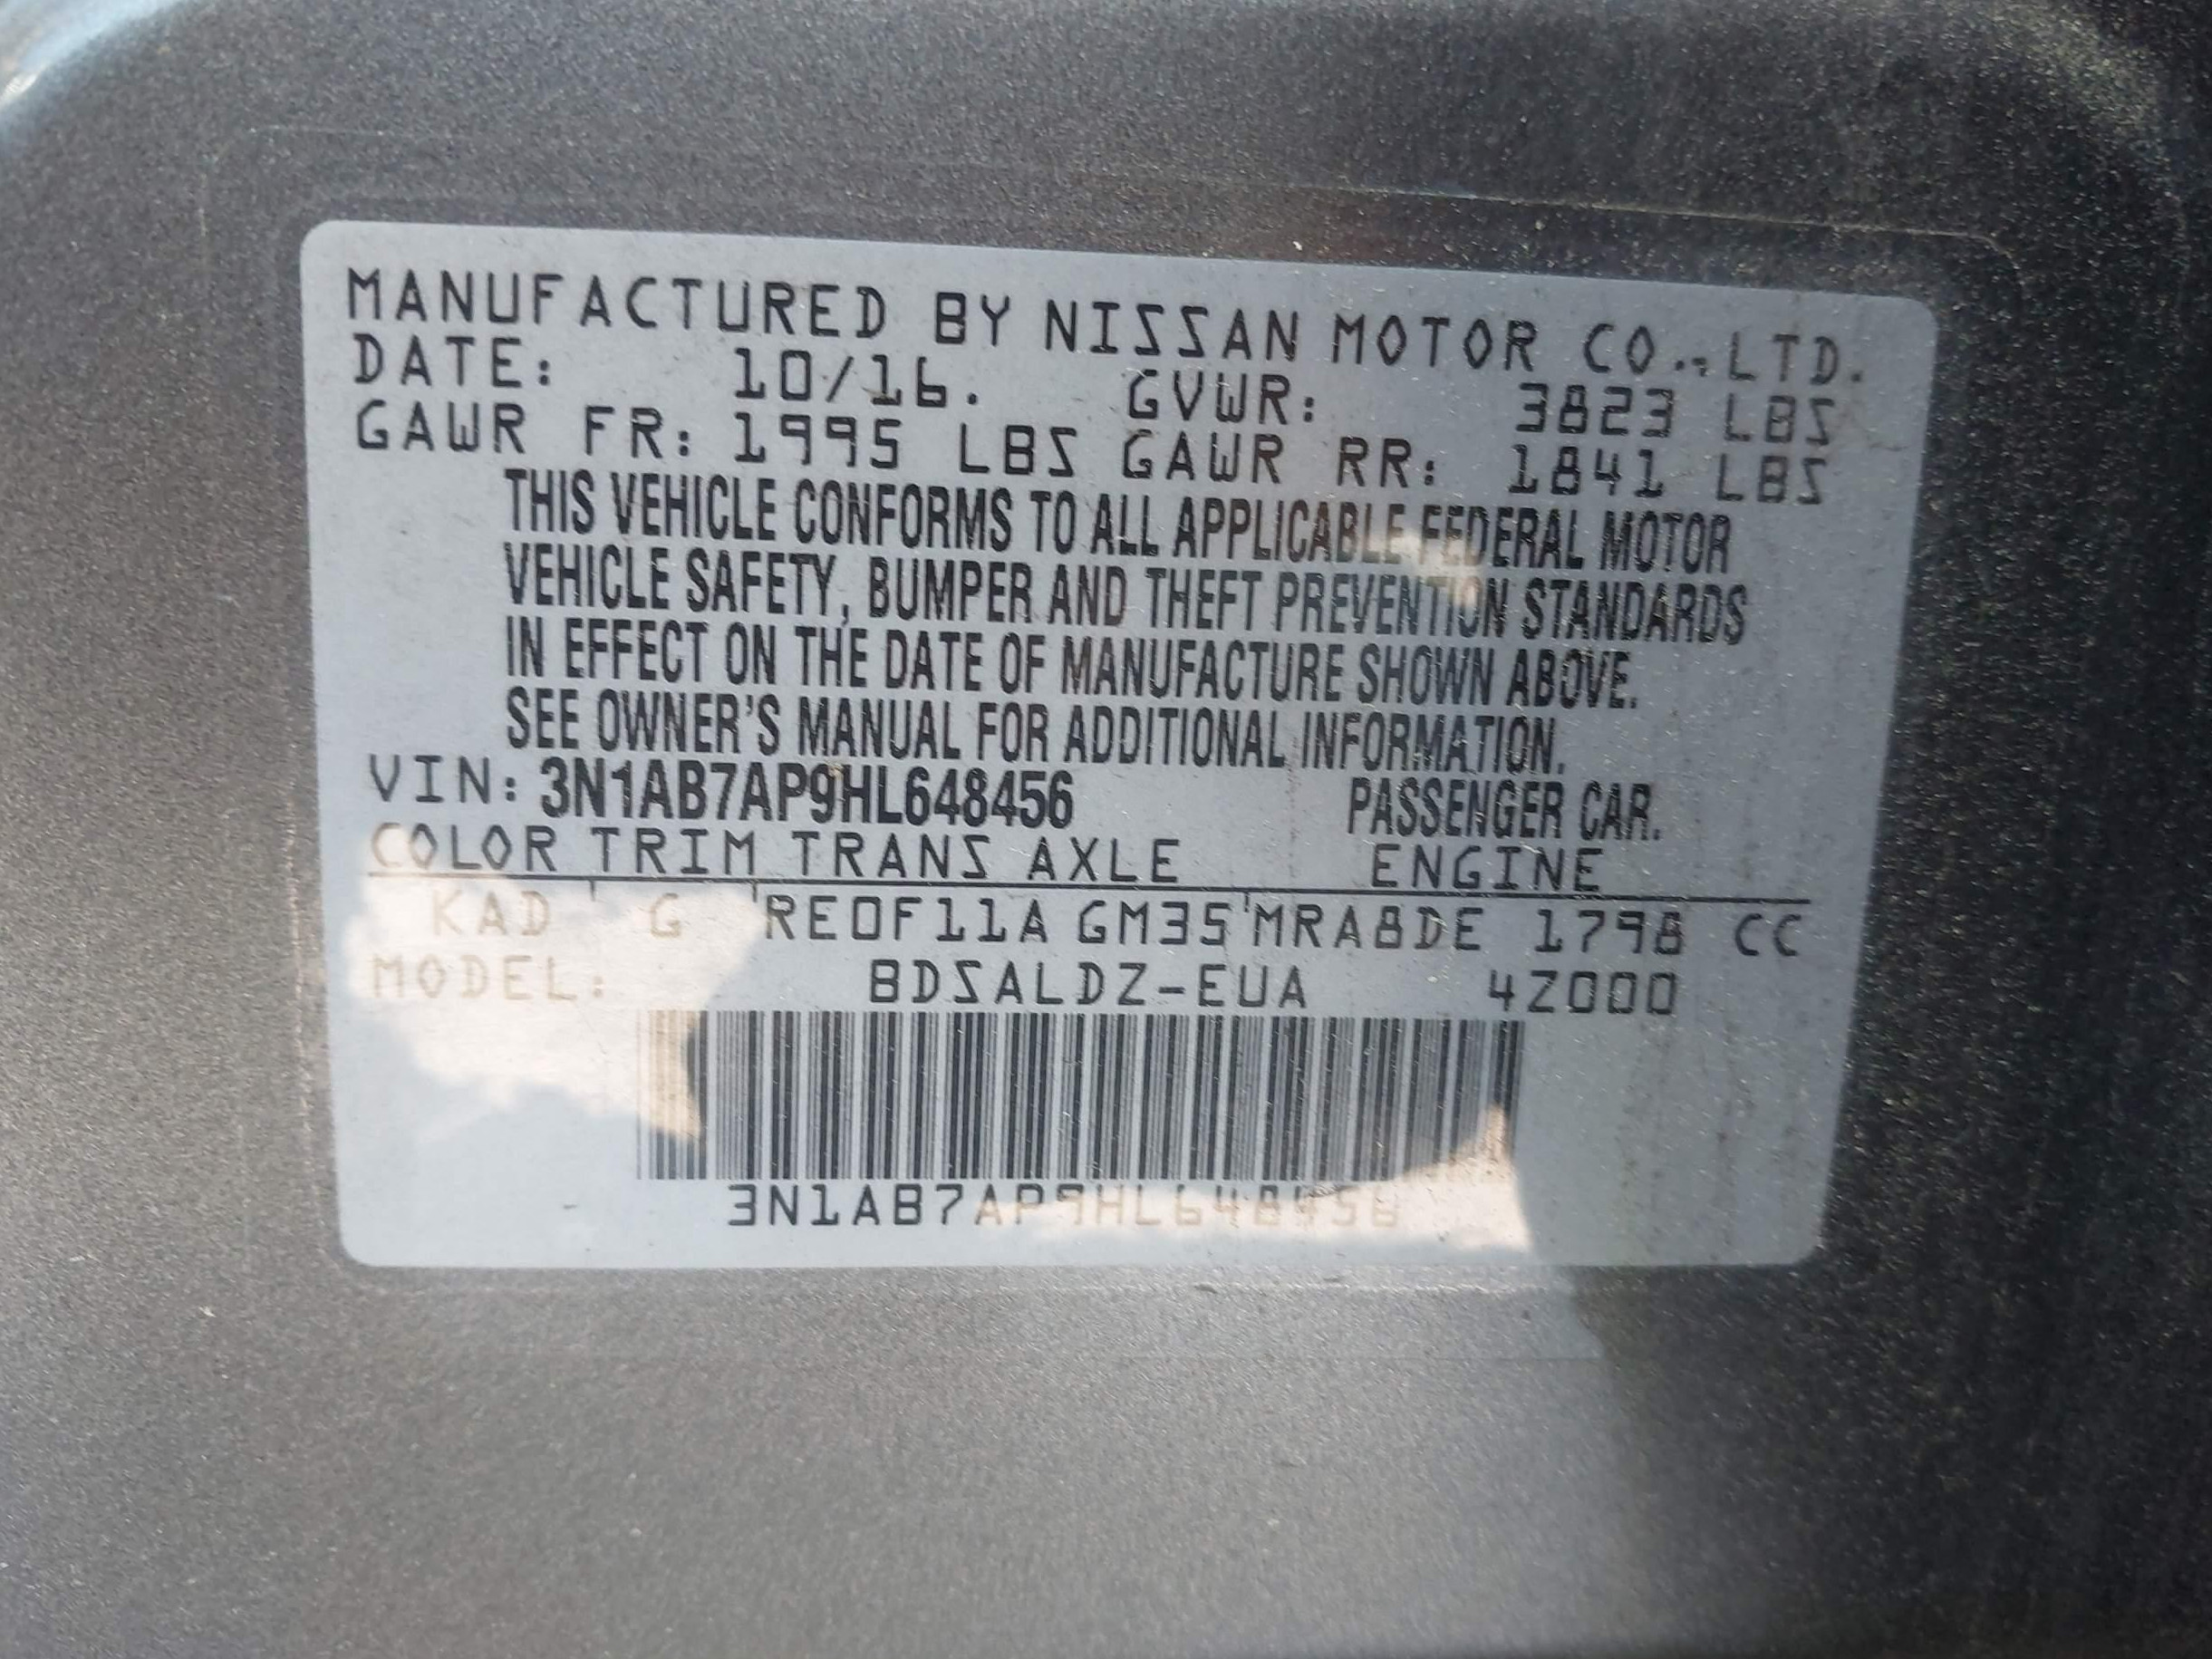 MANUFACTURED BY NISSAN MOTOR CO.,LTD.
DATE: 10/16. GVWR: 3823 LBS
GAWR FR: 1995 LBS GAWR RR: 1841 LBS
THIS VEHICLE CONFORMS TO ALL APPLICABLE FEDERAL MOTOR
VEHICLE SAFETY, BUMPER AND THEFT PREVENTION STANDARDS
IN EFFECT ON THE DATE OF MANUFACTURE SHOWN ABOVE.
SEE OWNER'S MANUAL FOR ADDITIONAL INFORMATION.
VIN: 3N1AB7AP9HL648456 PASSENGER CAR.
COLOR TRIM TRANS AXLE ENGINE
KAD G RE0F11A GM35 MRA8DE 1798 CC
MODEL: BDSALDZ-EUA 4Z000
3N1AB7AP9HL648456